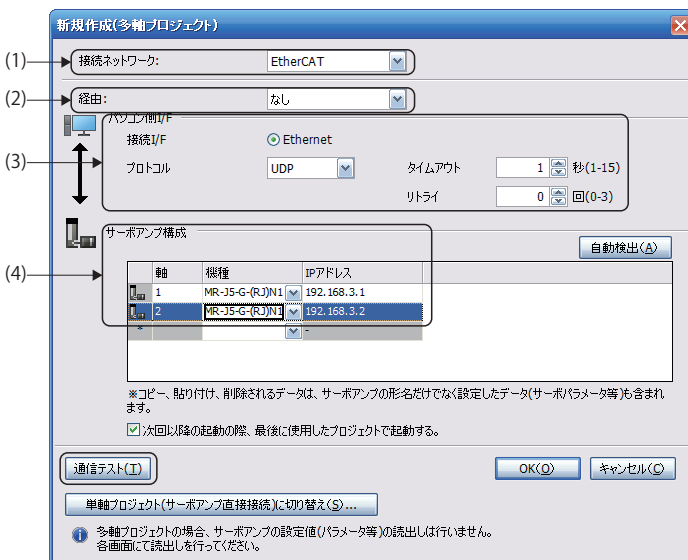 新規作成(多軸プロジェクト)
(1) 接続ネットワーク: EtherCAT
(2) 経由: なし
パソコン側I/F
接続I/F Ethernet
(3) プロトコル UDP タイムアウト 1 秒(1-15)
リトライ 0 回(0-3)
サーボアンプ構成
自動検出(A)
(4)
軸 機種 IPアドレス
1 MR-J5-G-(RJ)N1 192.168.3.1
2 MR-J5-G-(RJ)N1 192.168.3.2
* -
※コピー、貼り付け、削除されるデータは、サーボアンプの形名だけでなく設定したデータ(サーボパラメータ等)も含まれ
ます。
次回以降の起動の際、最後に使用したプロジェクトで起動する。
通信テスト(T) OK(O) キャンセル(C)
単軸プロジェクト(サーボアンプ直接接続)に切り替え(S)...
多軸プロジェクトの場合、サーボアンプの設定値(パラメータ等)の読出しは行いません。
各画面にて読出しを行ってください。